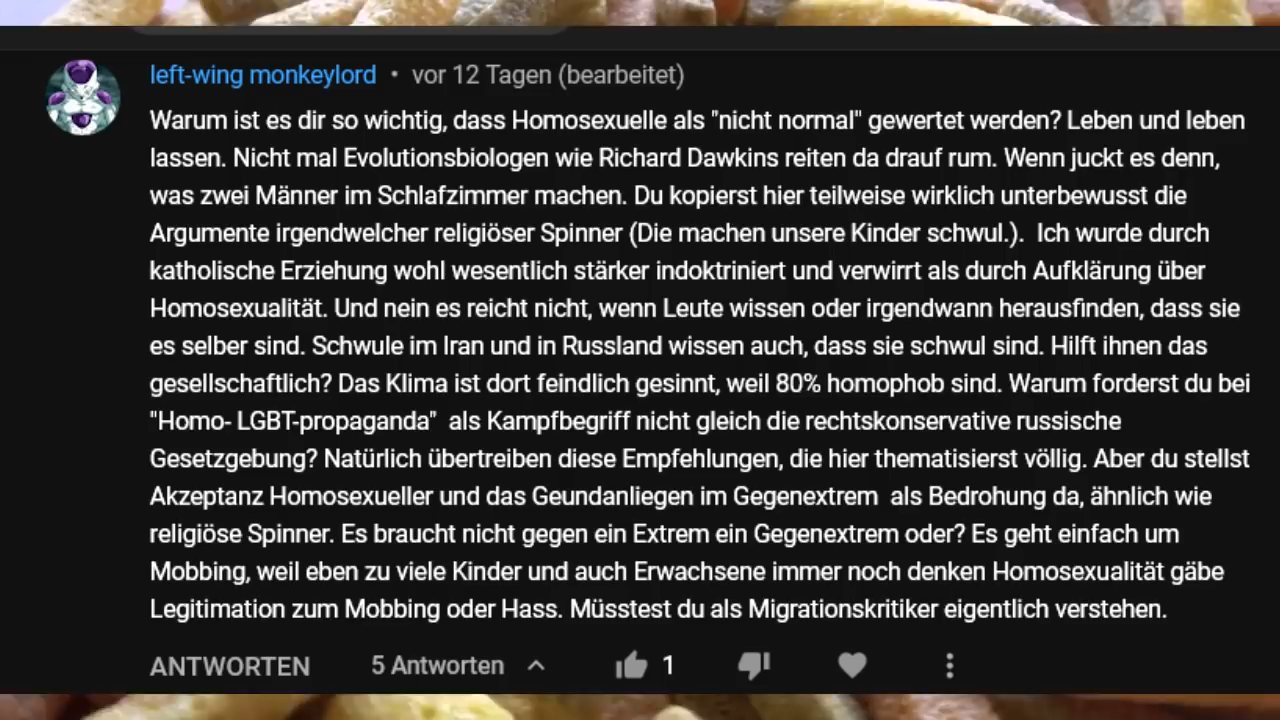 left-wing monkeylord • vor 12 Tagen (bearbeitet)
Warum ist es dir so wichtig, dass Homosexuelle als "nicht normal" gewertet werden? Leben und leben
lassen. Nicht mal Evolutionsbiologen wie Richard Dawkins reiten da drauf rum. Wenn juckt es denn,
was zwei Männer im Schlafzimmer machen. Du kopierst hier teilweise wirklich unterbewusst die
Argumente irgendwelcher religiöser Spinner (Die machen unsere Kinder schwul.).  Ich wurde durch
katholische Erziehung wohl wesentlich stärker indoktriniert und verwirrt als durch Aufklärung über
Homosexualität. Und nein es reicht nicht, wenn Leute wissen oder irgendwann herausfinden, dass sie
es selber sind. Schwule im Iran und in Russland wissen auch, dass sie schwul sind. Hilft ihnen das
gesellschaftlich? Das Klima ist dort feindlich gesinnt, weil 80% homophob sind. Warum forderst du bei
"Homo- LGBT-propaganda"  als Kampfbegriff nicht gleich die rechtskonservative russische
Gesetzgebung? Natürlich übertreiben diese Empfehlungen, die hier thematisierst völlig. Aber du stellst
Akzeptanz Homosexueller und das Geundanliegen im Gegenextrem  als Bedrohung da, ähnlich wie
religiöse Spinner. Es braucht nicht gegen ein Extrem ein Gegenextrem oder? Es geht einfach um
Mobbing, weil eben zu viele Kinder und auch Erwachsene immer noch denken Homosexualität gäbe
Legitimation zum Mobbing oder Hass. Müsstest du als Migrationskritiker eigentlich verstehen.
ANTWORTEN 5 Antworten 1